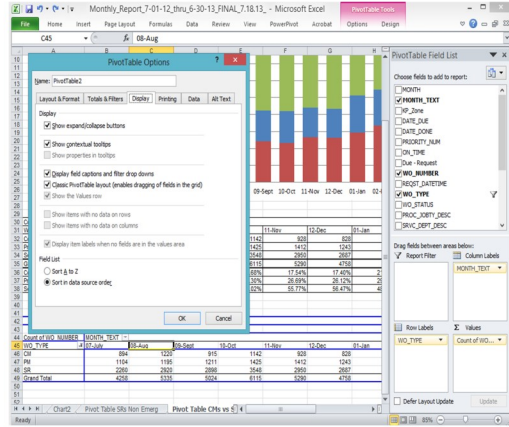 Monthly_Report_7-01-12_thru_6-30-13_FINAL_7.18.13_ - Microsoft Excel
PivotTable Tools
File Home Insert Page Layout Formulas Data Review View PowerPivot Acrobat Options Design
C45 fx 08-Aug
PivotTable Options
Name: PivotTable2
Layout & Format Totals & Filters Display Printing Data Alt Text
Display
Show expand/collapse buttons
Show contextual tooltips
Show properties in tooltips
Display field captions and filter drop downs
Classic PivotTable layout (enables dragging of fields in the grid)
Show the Values row
Show items with no data on rows
Show items with no data on columns
Display item labels when no fields are in the values area
Field List
Sort A to Z
Sort in data source order
OK Cancel
09-Sept 10-Oct 11-Nov 12-Dec 01-Jan
11-Nov 12-Dec 01-Jan
1142 928 828
1425 1412 1243
3548 2950 2687
6115 5290 4758
17.54% 17.40%
26.69% 26.12%
55.77% 56.47%
44 Count of WO_NUMBER MONTH_TEXT
45 WO_TYPE 07-July 08-Aug 09-Sept 10-Oct 11-Nov 12-Dec 01-Jan
46 CM 894 1220 915 1142 928 828
47 PM 1104 1195 1211 1425 1412 1243
48 SR 2260 2920 2898 3548 2950 2687
49 Grand Total 4258 5335 5024 6115 5290 4758
Chart2 Pivot Table SRs Non Emerg Pivot Table CMs vs
Ready 85%
PivotTable Field List
Choose fields to add to report:
MONTH
MONTH_TEXT
KP_Zone
DATE_DUE
DATE_DONE
PRIORITY_NUM
ON_TIME
Due - Request
WO_NUMBER
REQST_DATETIME
WO_TYPE
WO_STATUS
PROC_JOBTY_DESC
SRVC_DEPT_DESC
Drag fields between areas below:
Report Filter Column Labels
MONTH_TEXT
Row Labels Σ Values
WO_TYPE Count of WO...
Defer Layout Update Update